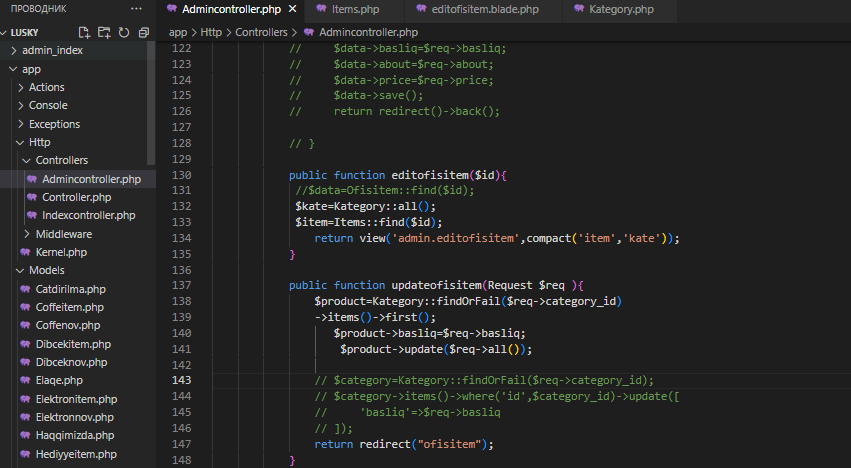 ПРОВОДНИК
LUSKY
admin_index
app
Actions
Console
Exceptions
Http
Controllers
Admincontroller.php
Controller.php
Indexcontroller.php
Middleware
Kernel.php
Models
Catdirilma.php
Coffeitem.php
Coffenov.php
Dibcekitem.php
Dibceknov.php
Elaqe.php
Elektronitem.php
Elektronnov.php
Haqqimizda.php
Hediyyeitem.php
Admincontroller.php
Items.php
editofisitem.blade.php
Kategory.php
app > Http > Controllers > Admincontroller.php
122 // $data->basliq=$req->basliq;
123 // $data->about=$req->about;
124 // $data->price=$req->price;
125 // $data->save();
126 // return redirect()->back();
127
128 // }
129
130 public function editofisitem($id){
131 //$data=Ofisitem::find($id);
132 $kate=Kategory::all();
133 $item=Items::find($id);
134 return view('admin.editofisitem',compact('item','kate'));
135 }
136
137 public function updateofisitem(Request $req ){
138 $product=Kategory::findOrFail($req->category_id)
139 ->items()->first();
140 $product->basliq=$req->basliq;
141 $product->update($req->all());
142
143 // $category=Kategory::findOrFail($req->category_id);
144 // $category->items()->where('id',$category_id)->update([
145 // 'basliq'=>$req->basliq
146 // ]);
147 return redirect("ofisitem");
148 }